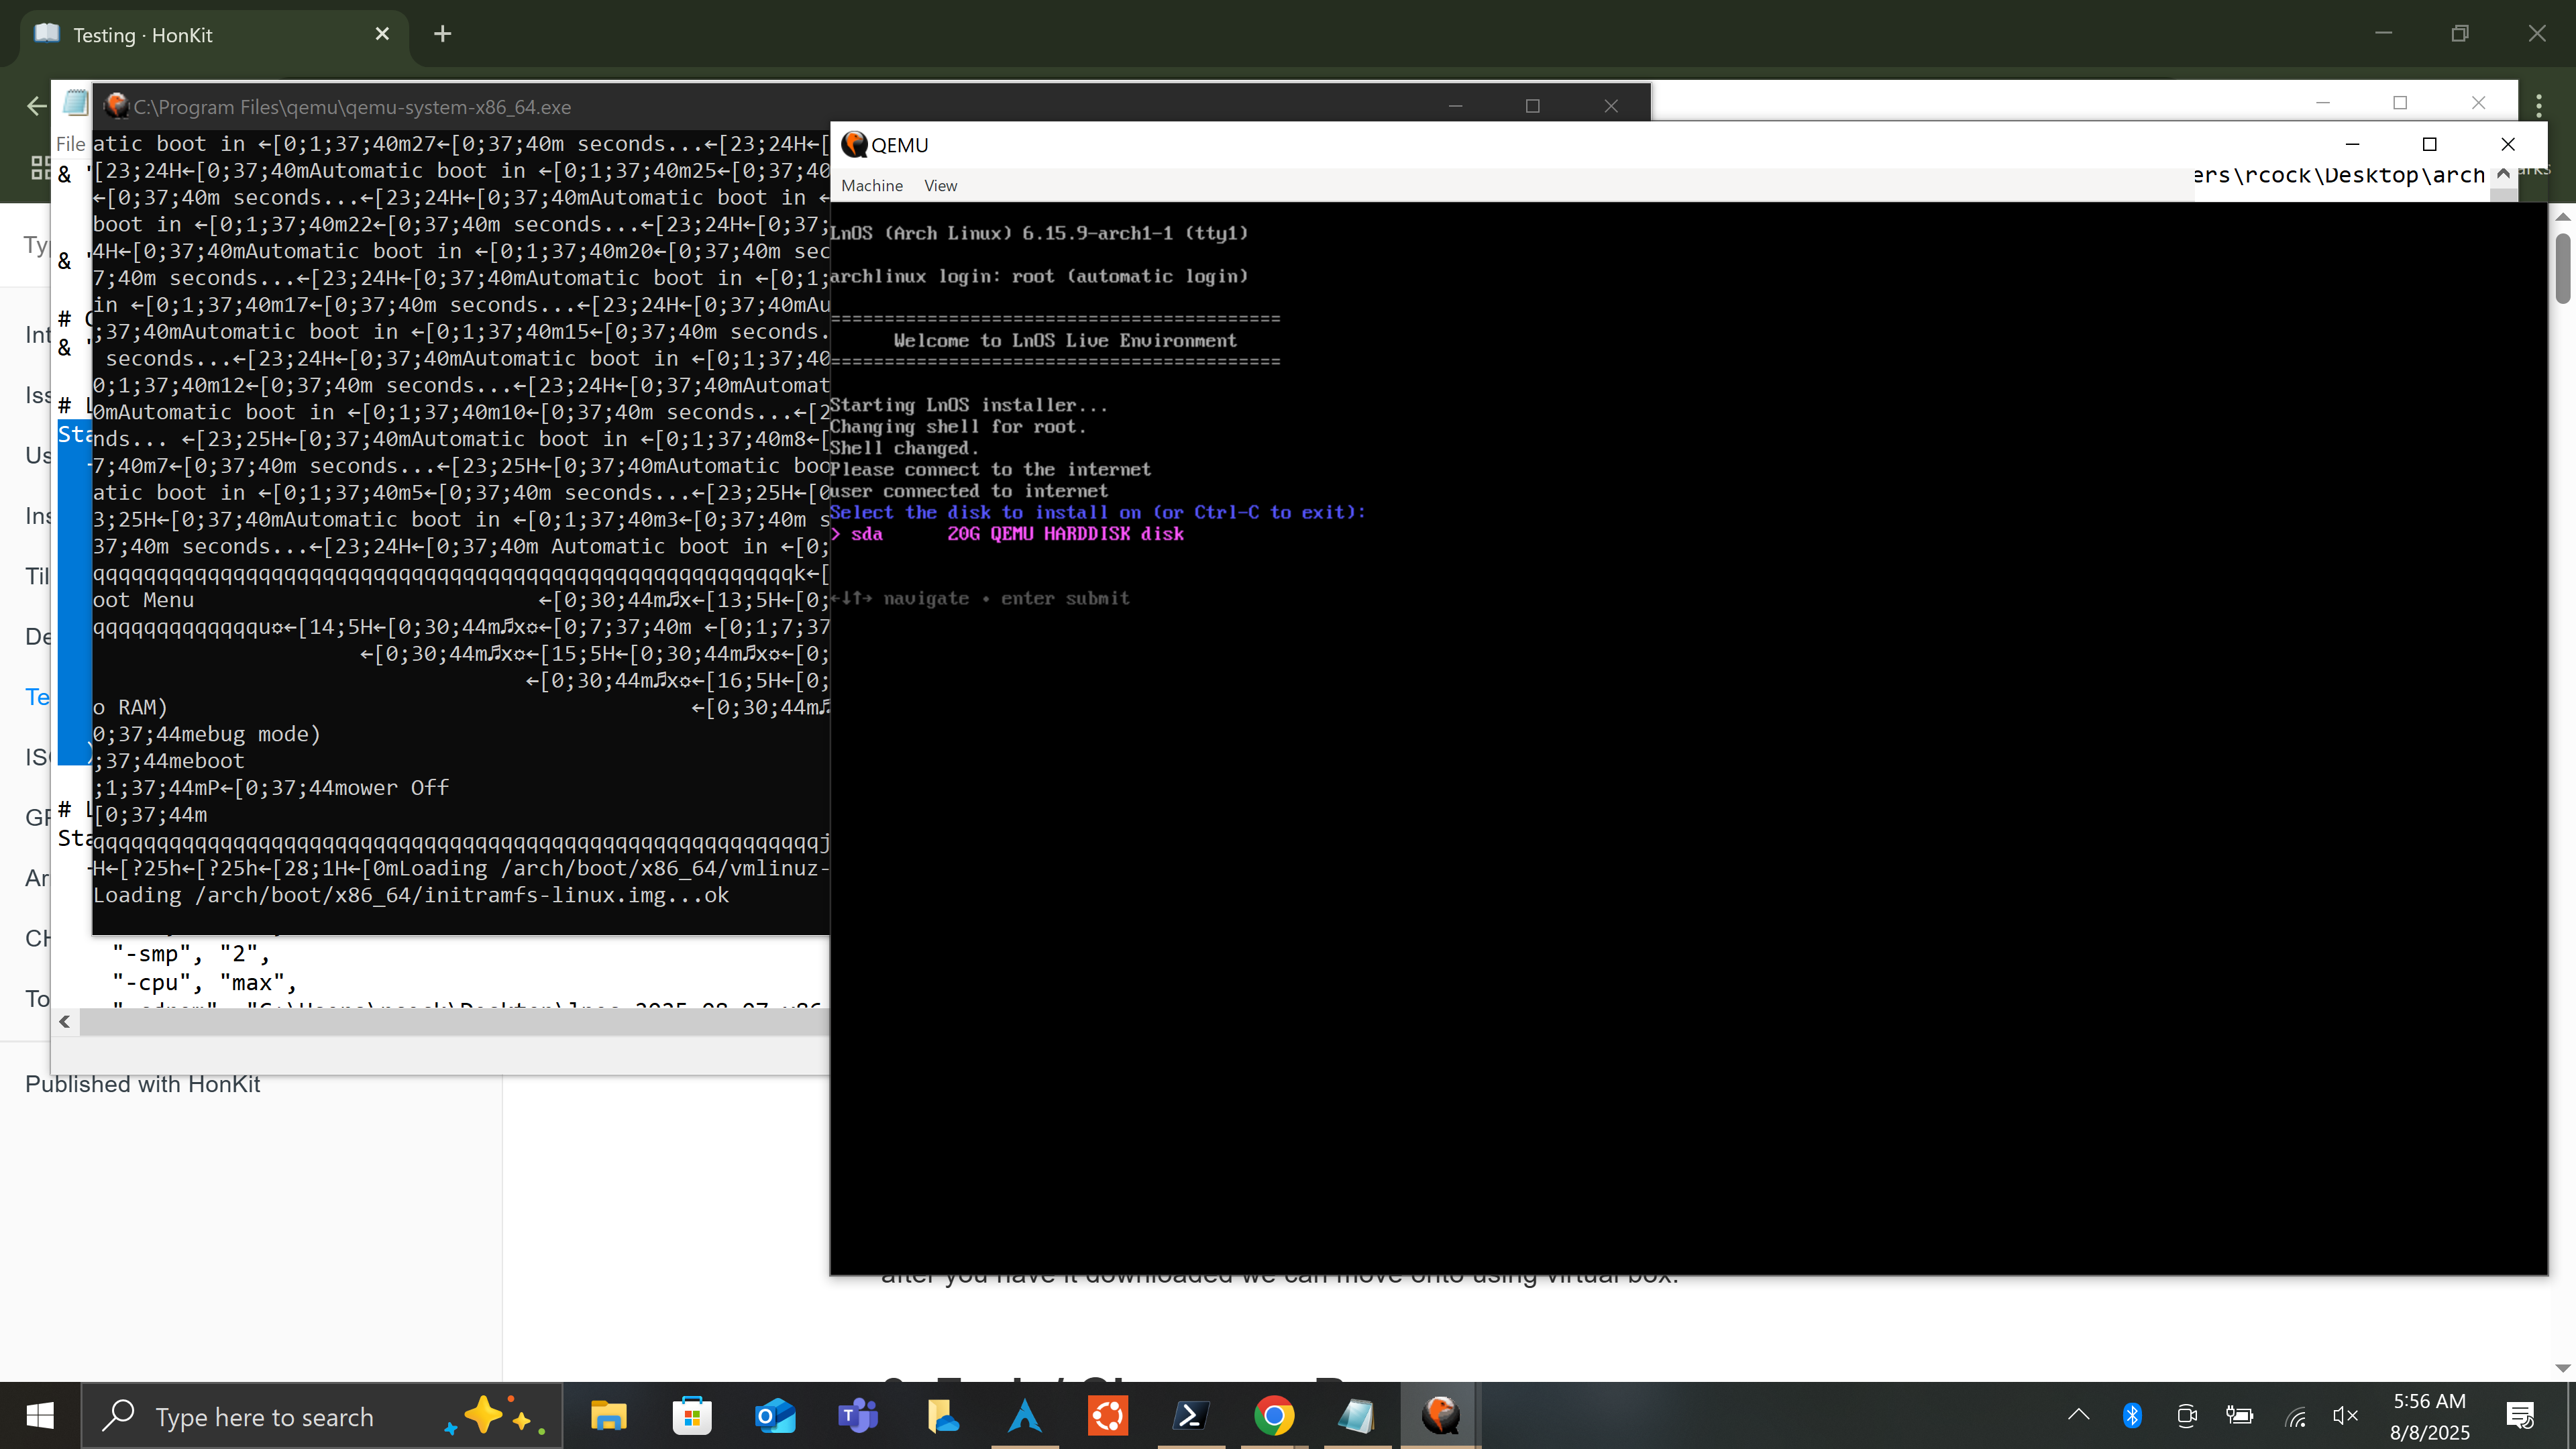 Testing · HonKit
C:\Program Files\qemu\qemu-system-x86_64.exe
File
atic boot in ←[0;1;37;40m27←[0;37;40m seconds...←[23;24H←[
[23;24H←[0;37;40mAutomatic boot in ←[0;1;37;40m25←[0;37;40
←[0;37;40m seconds...←[23;24H←[0;37;40mAutomatic boot in ←
boot in ←[0;1;37;40m22←[0;37;40m seconds...←[23;24H←[0;37;
4H←[0;37;40mAutomatic boot in ←[0;1;37;40m20←[0;37;40m sec
7;40m seconds...←[23;24H←[0;37;40mAutomatic boot in ←[0;1;
in ←[0;1;37;40m17←[0;37;40m seconds...←[23;24H←[0;37;40mAu
;37;40mAutomatic boot in ←[0;1;37;40m15←[0;37;40m seconds.
seconds...←[23;24H←[0;37;40mAutomatic boot in ←[0;1;37;40
0;1;37;40m12←[0;37;40m seconds...←[23;24H←[0;37;40mAutomat
0mAutomatic boot in ←[0;1;37;40m10←[0;37;40m seconds...←[2
nds... ←[23;25H←[0;37;40mAutomatic boot in ←[0;1;37;40m8←[
7;40m7←[0;37;40m seconds...←[23;25H←[0;37;40mAutomatic boo
atic boot in ←[0;1;37;40m5←[0;37;40m seconds...←[23;25H←[0
3;25H←[0;37;40mAutomatic boot in ←[0;1;37;40m3←[0;37;40m s
37;40m seconds...←[23;24H←[0;37;40m Automatic boot in ←[0;
qqqqqqqqqqqqqqqqqqqqqqqqqqqqqqqqqqqqqqqqqqqqqqqqqqqqqqqk←[
oot Menu ←[0;30;44m♫x←[13;5H←[0;
qqqqqqqqqqqqqu☼←[14;5H←[0;30;44m♫x☼←[0;7;37;40m ←[0;1;7;37
←[0;30;44m♫x☼←[15;5H←[0;30;44m♫x☼←[0;
←[0;30;44m♫x☼←[16;5H←[0;
o RAM) ←[0;30;44m♫
0;37;44mebug mode)
;37;44meboot
;1;37;44mP←[0;37;44mower Off
[0;37;44m
qqqqqqqqqqqqqqqqqqqqqqqqqqqqqqqqqqqqqqqqqqqqqqqqqqqqqqqqqj
H←[?25h←[?25h←[28;1H←[0mLoading /arch/boot/x86_64/vmlinuz-
Loading /arch/boot/x86_64/initramfs-linux.img...ok
"-smp", "2",
"-cpu", "max",
QEMU
Machine View
ers\rcock\Desktop\arch
LnOS (Arch Linux) 6.15.9-arch1-1 (tty1)
archlinux login: root (automatic login)
==========================================
Welcome to LnOS Live Environment
==========================================
Starting LnOS installer...
Changing shell for root.
Shell changed.
Please connect to the internet
user connected to internet
Select the disk to install on (or Ctrl-C to exit):
> sda 20G QEMU HARDDISK disk
←↓↑→ navigate • enter submit
Published with HonKit
after you have it downloaded we can move onto using virtual box.
Type here to search
5:56 AM
8/8/2025